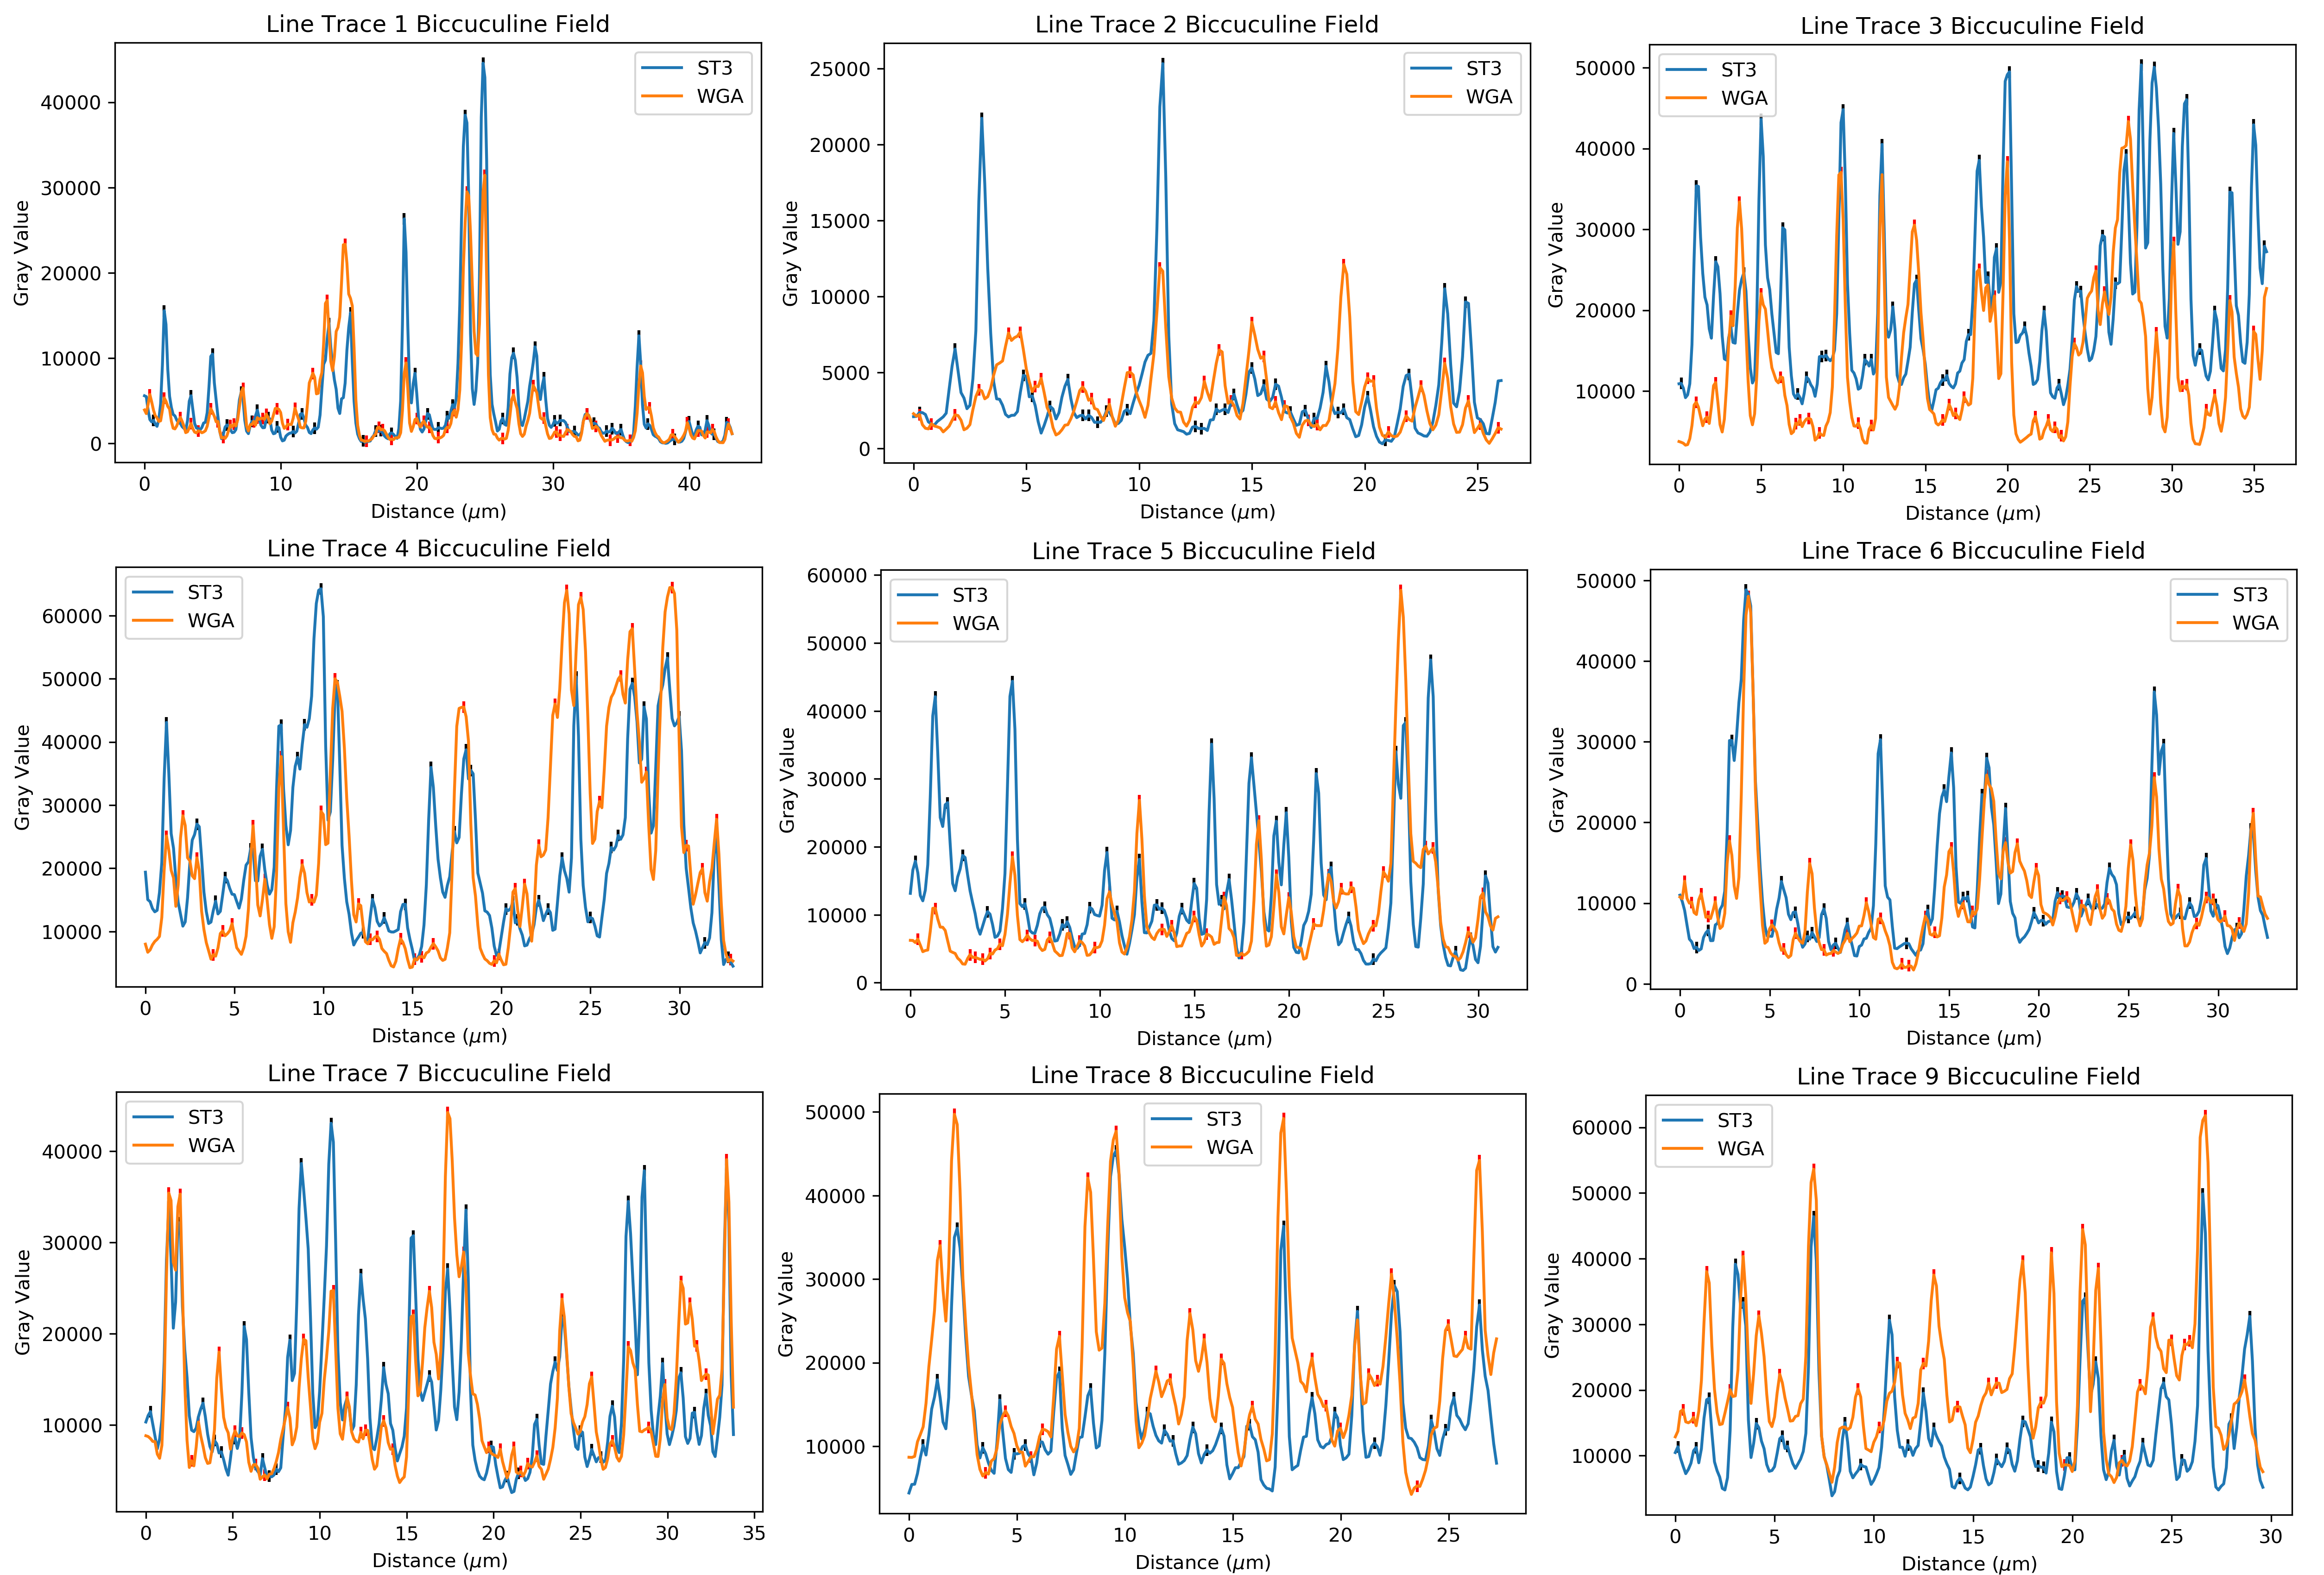 Line Trace 1 Biccuculine Field
ST3
WGA
Gray Value
40000
30000
20000
10000
0
0 10 20 30 40
Distance (μm)
Line Trace 2 Biccuculine Field
ST3
WGA
Gray Value
25000
20000
15000
10000
5000
0
0 5 10 15 20 25
Distance (μm)
Line Trace 3 Biccuculine Field
ST3
WGA
Gray Value
50000
40000
30000
20000
10000
0 5 10 15 20 25 30 35
Distance (μm)
Line Trace 4 Biccuculine Field
ST3
WGA
Gray Value
60000
50000
40000
30000
20000
10000
0 5 10 15 20 25 30
Distance (μm)
Line Trace 5 Biccuculine Field
ST3
WGA
Gray Value
60000
50000
40000
30000
20000
10000
0
0 5 10 15 20 25 30
Distance (μm)
Line Trace 6 Biccuculine Field
ST3
WGA
Gray Value
50000
40000
30000
20000
10000
0
0 5 10 15 20 25 30
Distance (μm)
Line Trace 7 Biccuculine Field
ST3
WGA
Gray Value
40000
30000
20000
10000
0 5 10 15 20 25 30 35
Distance (μm)
Line Trace 8 Biccuculine Field
ST3
WGA
Gray Value
50000
40000
30000
20000
10000
0 5 10 15 20 25
Distance (μm)
Line Trace 9 Biccuculine Field
ST3
WGA
Gray Value
60000
50000
40000
30000
20000
10000
0 5 10 15 20 25 30
Distance (μm)